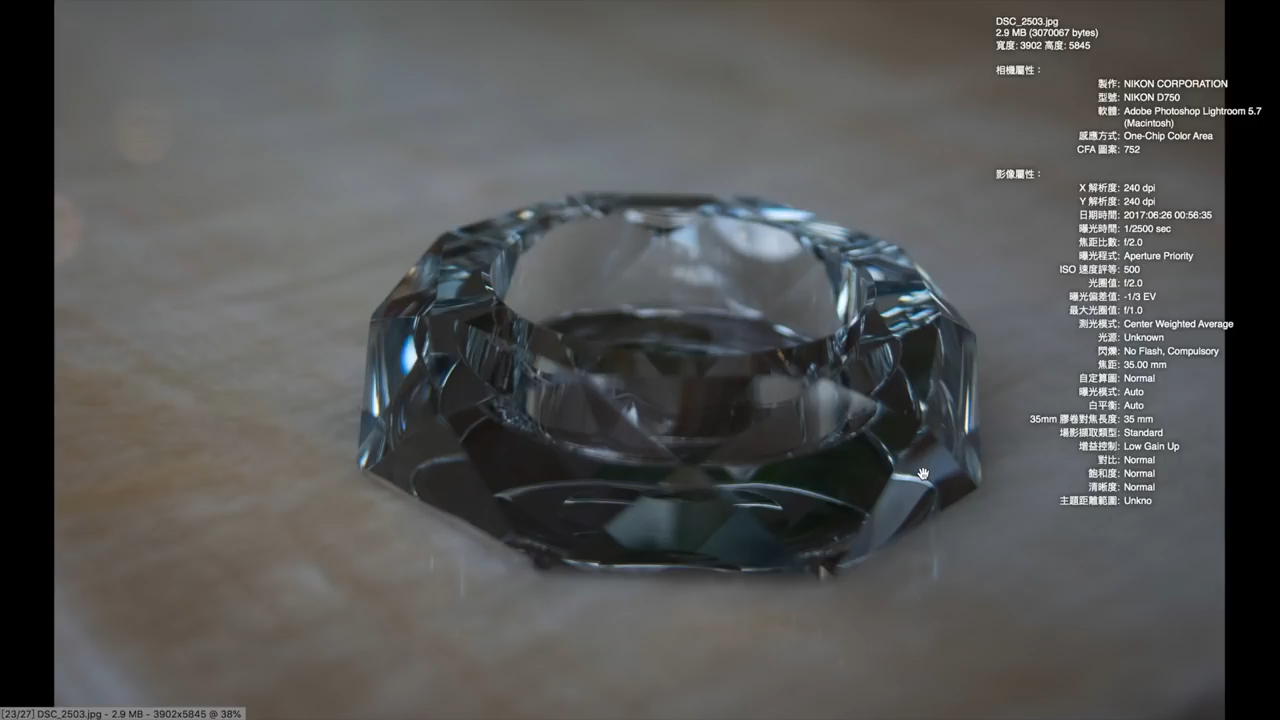 DSC_2503.jpg
2.9 MB (3070067 bytes)
寬度: 3902 高度: 5845
相機屬性：
製作: NIKON CORPORATION
型號: NIKON D750
軟體: Adobe Photoshop Lightroom 5.7
(Macintosh)
感應方式: One-Chip Color Area
CFA 圖案: 752
影像屬性：
X 解析度: 240 dpi
Y 解析度: 240 dpi
日期時間: 2017:06:26 00:56:35
曝光時間: 1/2500 sec
焦距比數: f/2.0
曝光程式: Aperture Priority
ISO 速度評等: 500
光圈值: f/2.0
曝光偏差值: -1/3 EV
最大光圈值: f/1.0
測光模式: Center Weighted Average
光源: Unknown
閃爍: No Flash, Compulsory
焦距: 35.00 mm
自定算圖: Normal
曝光模式: Auto
白平衡: Auto
35mm 膠卷對焦長度: 35 mm
場影擷取類型: Standard
增益控制: Low Gain Up
對比: Normal
飽和度: Normal
清晰度: Normal
主題距離範圍: Unkno
[23/27] DSC_2503.jpg - 2.9 MB - 3902x5845 @ 38%